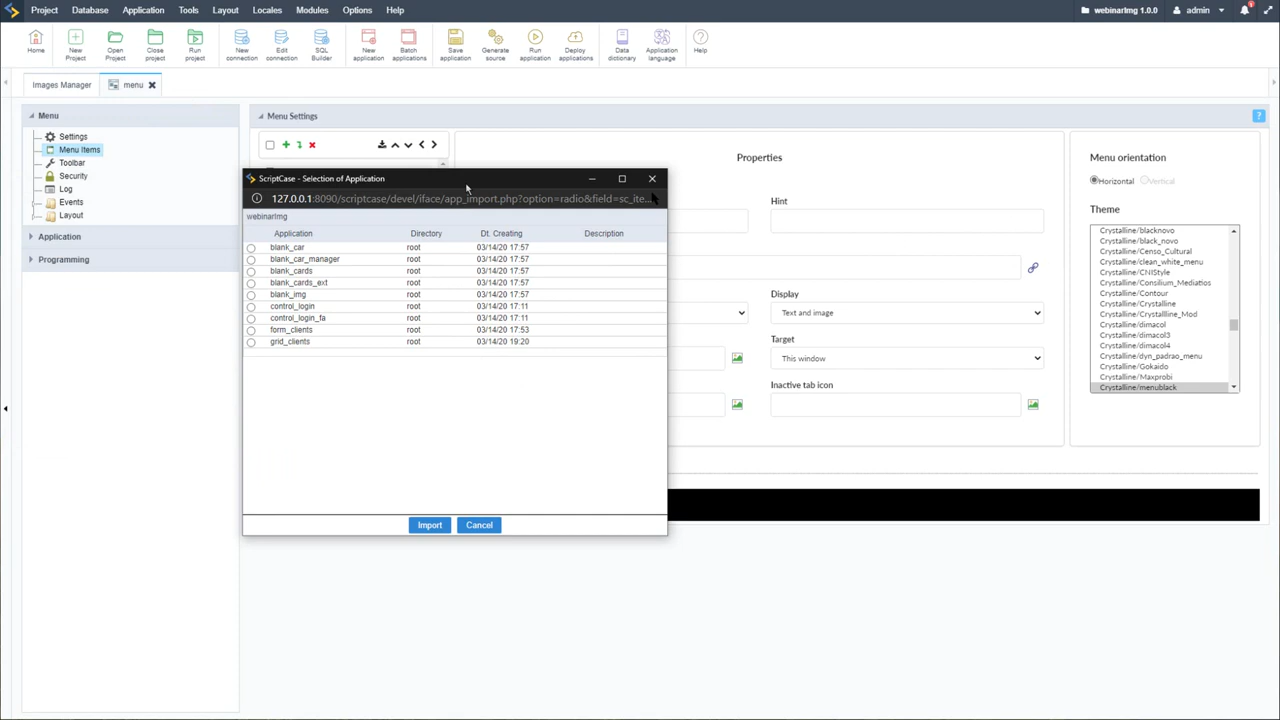 Project Database Application Tools Layout Locales Modules Options Help webinarImg 1.0.0 admin
Home New Project Open Project Close project Run project New connection Edit connection SQL Builder New application Batch applications Save application Generate source Run application Deploy applications Data dictionary Application language Help
Images Manager menu
Menu
Settings
Menu Items
Toolbar
Security
Log
Events
Layout
Application
Programming
Menu Settings
?
ScriptCase - Selection of Application
127.0.0.1:8090/scriptcase/devel/iface/app_import.php?option=radio&field=sc_ite...
webinarImg
Application Directory Dt. Creating Description
blank_car root 03/14/20 17:57
blank_car_manager root 03/14/20 17:57
blank_cards root 03/14/20 17:57
blank_cards_ext root 03/14/20 17:57
blank_img root 03/14/20 17:57
control_login root 03/14/20 17:11
control_login_fa root 03/14/20 17:11
form_clients root 03/14/20 17:53
grid_clients root 03/14/20 19:20
Import Cancel
Properties
Hint
Display
Text and image
Target
This window
Inactive tab icon
Menu orientation
Horizontal Vertical
Theme
Crystalline/blacknovo
Crystalline/black_novo
Crystalline/Censo_Cultural
Crystalline/clean_white_menu
Crystalline/CNIStyle
Crystalline/Consilium_Mediatios
Crystalline/Contour
Crystalline/Crystalline
Crystalline/Crystallline_Mod
Crystalline/dimacol
Crystalline/dimacol3
Crystalline/dimacol4
Crystalline/dyn_padrao_menu
Crystalline/Gokaido
Crystalline/Maxprobi
Crystalline/menublack